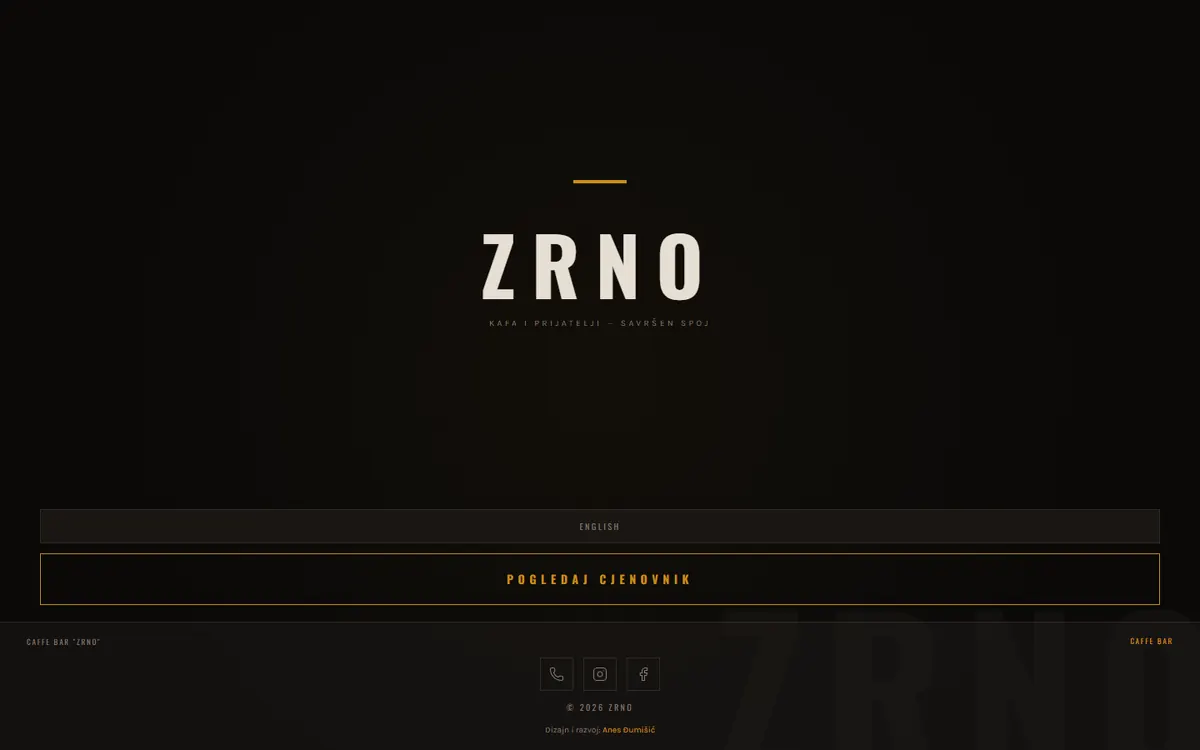 ZRNO
KAFA I PRIJATELJI — SAVRŠEN SPOJ
ENGLISH
POGLEDAJ CJENOVNIK
CAFFE BAR "ZRNO"
CAFFE BAR
ZRNO
© 2026 ZRNO
Dizajn i razvoj: Anes Đumišić